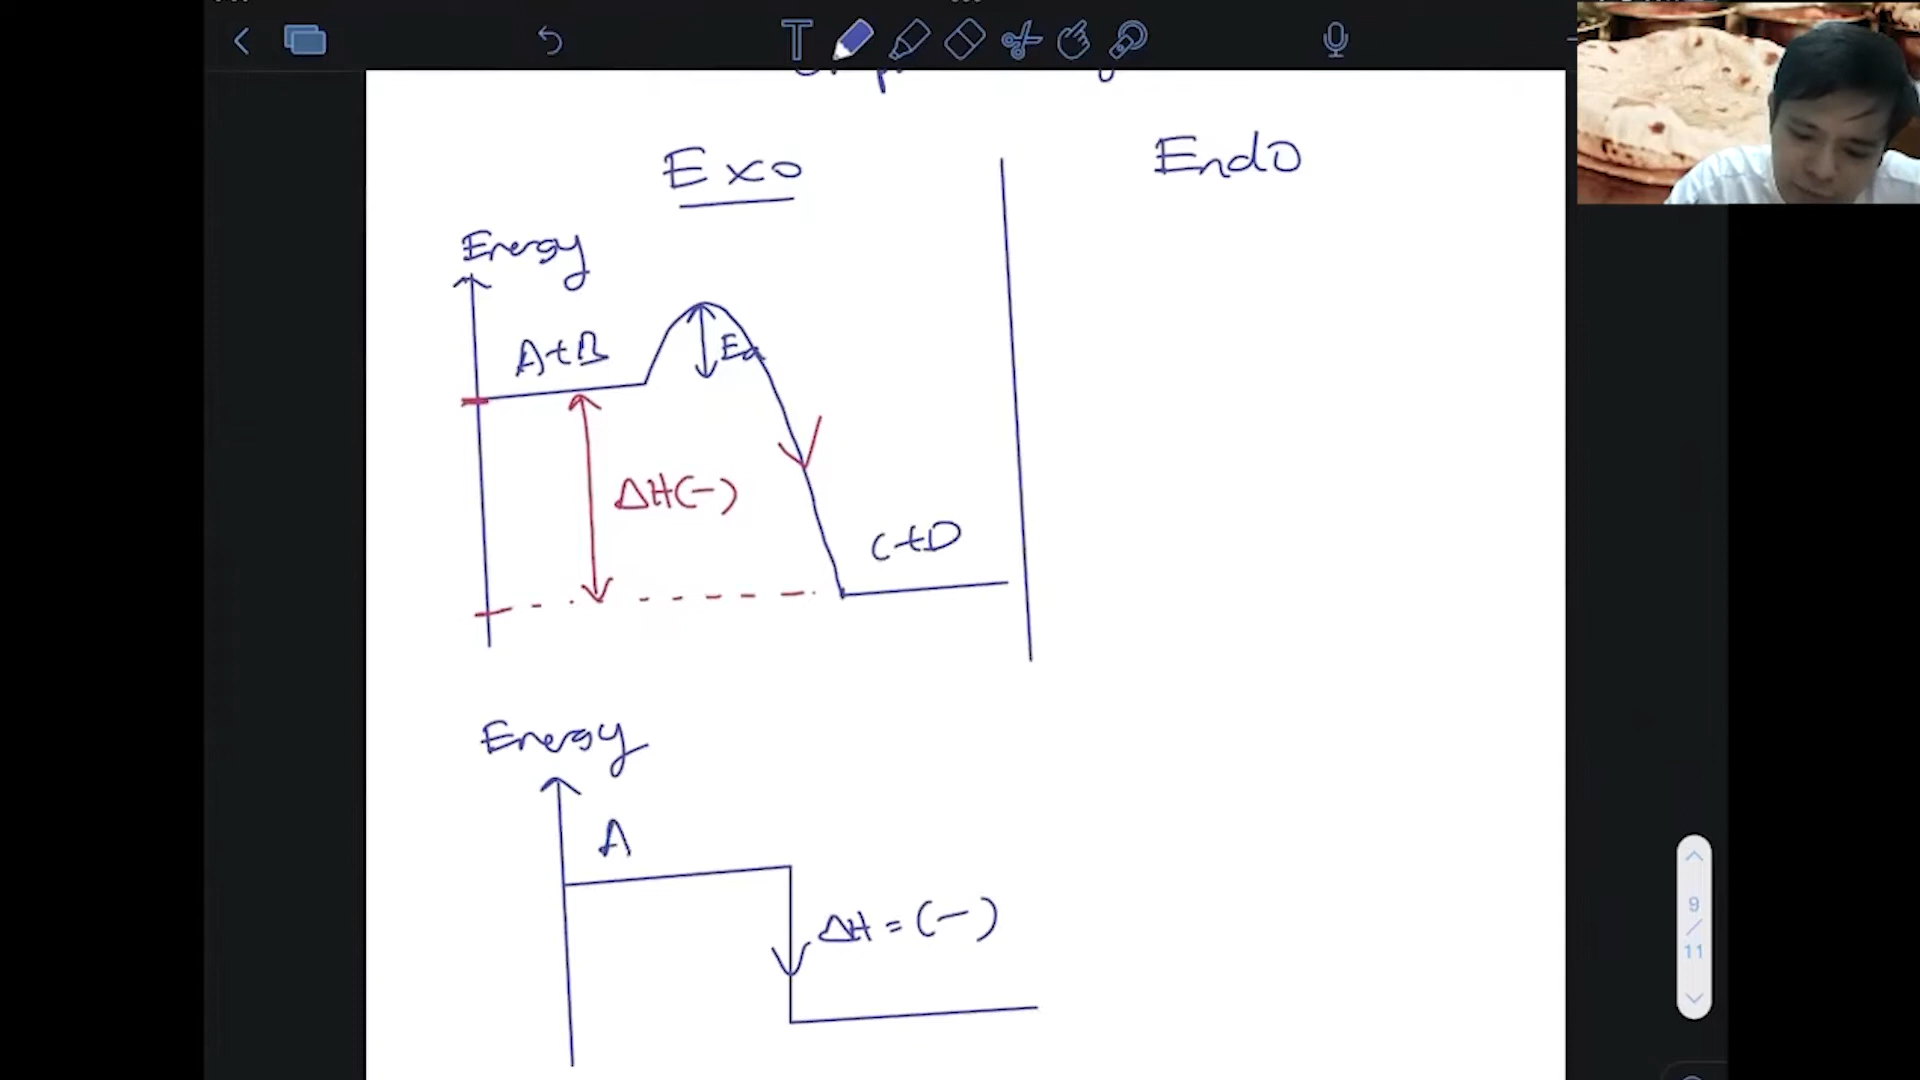 Exo
Endo
Energy
A+B
Ea
ΔH(-)
C+D
Energy
A
ΔH = (-)
T
9
/
11